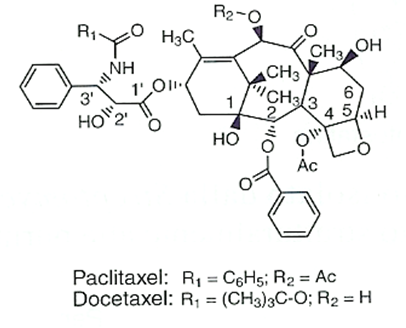 R₂ O O OH
R₁ O H₃C CH₃
NH CH₃ 6
3' 1' O CH₃ 1 2 3 4 5 H
HO 2' O HO O O Ac O
O
Paclitaxel: R₁ = C₆H₅; R₂ = Ac
Docetaxel: R₁ = (CH₃)₃C-O; R₂ = H